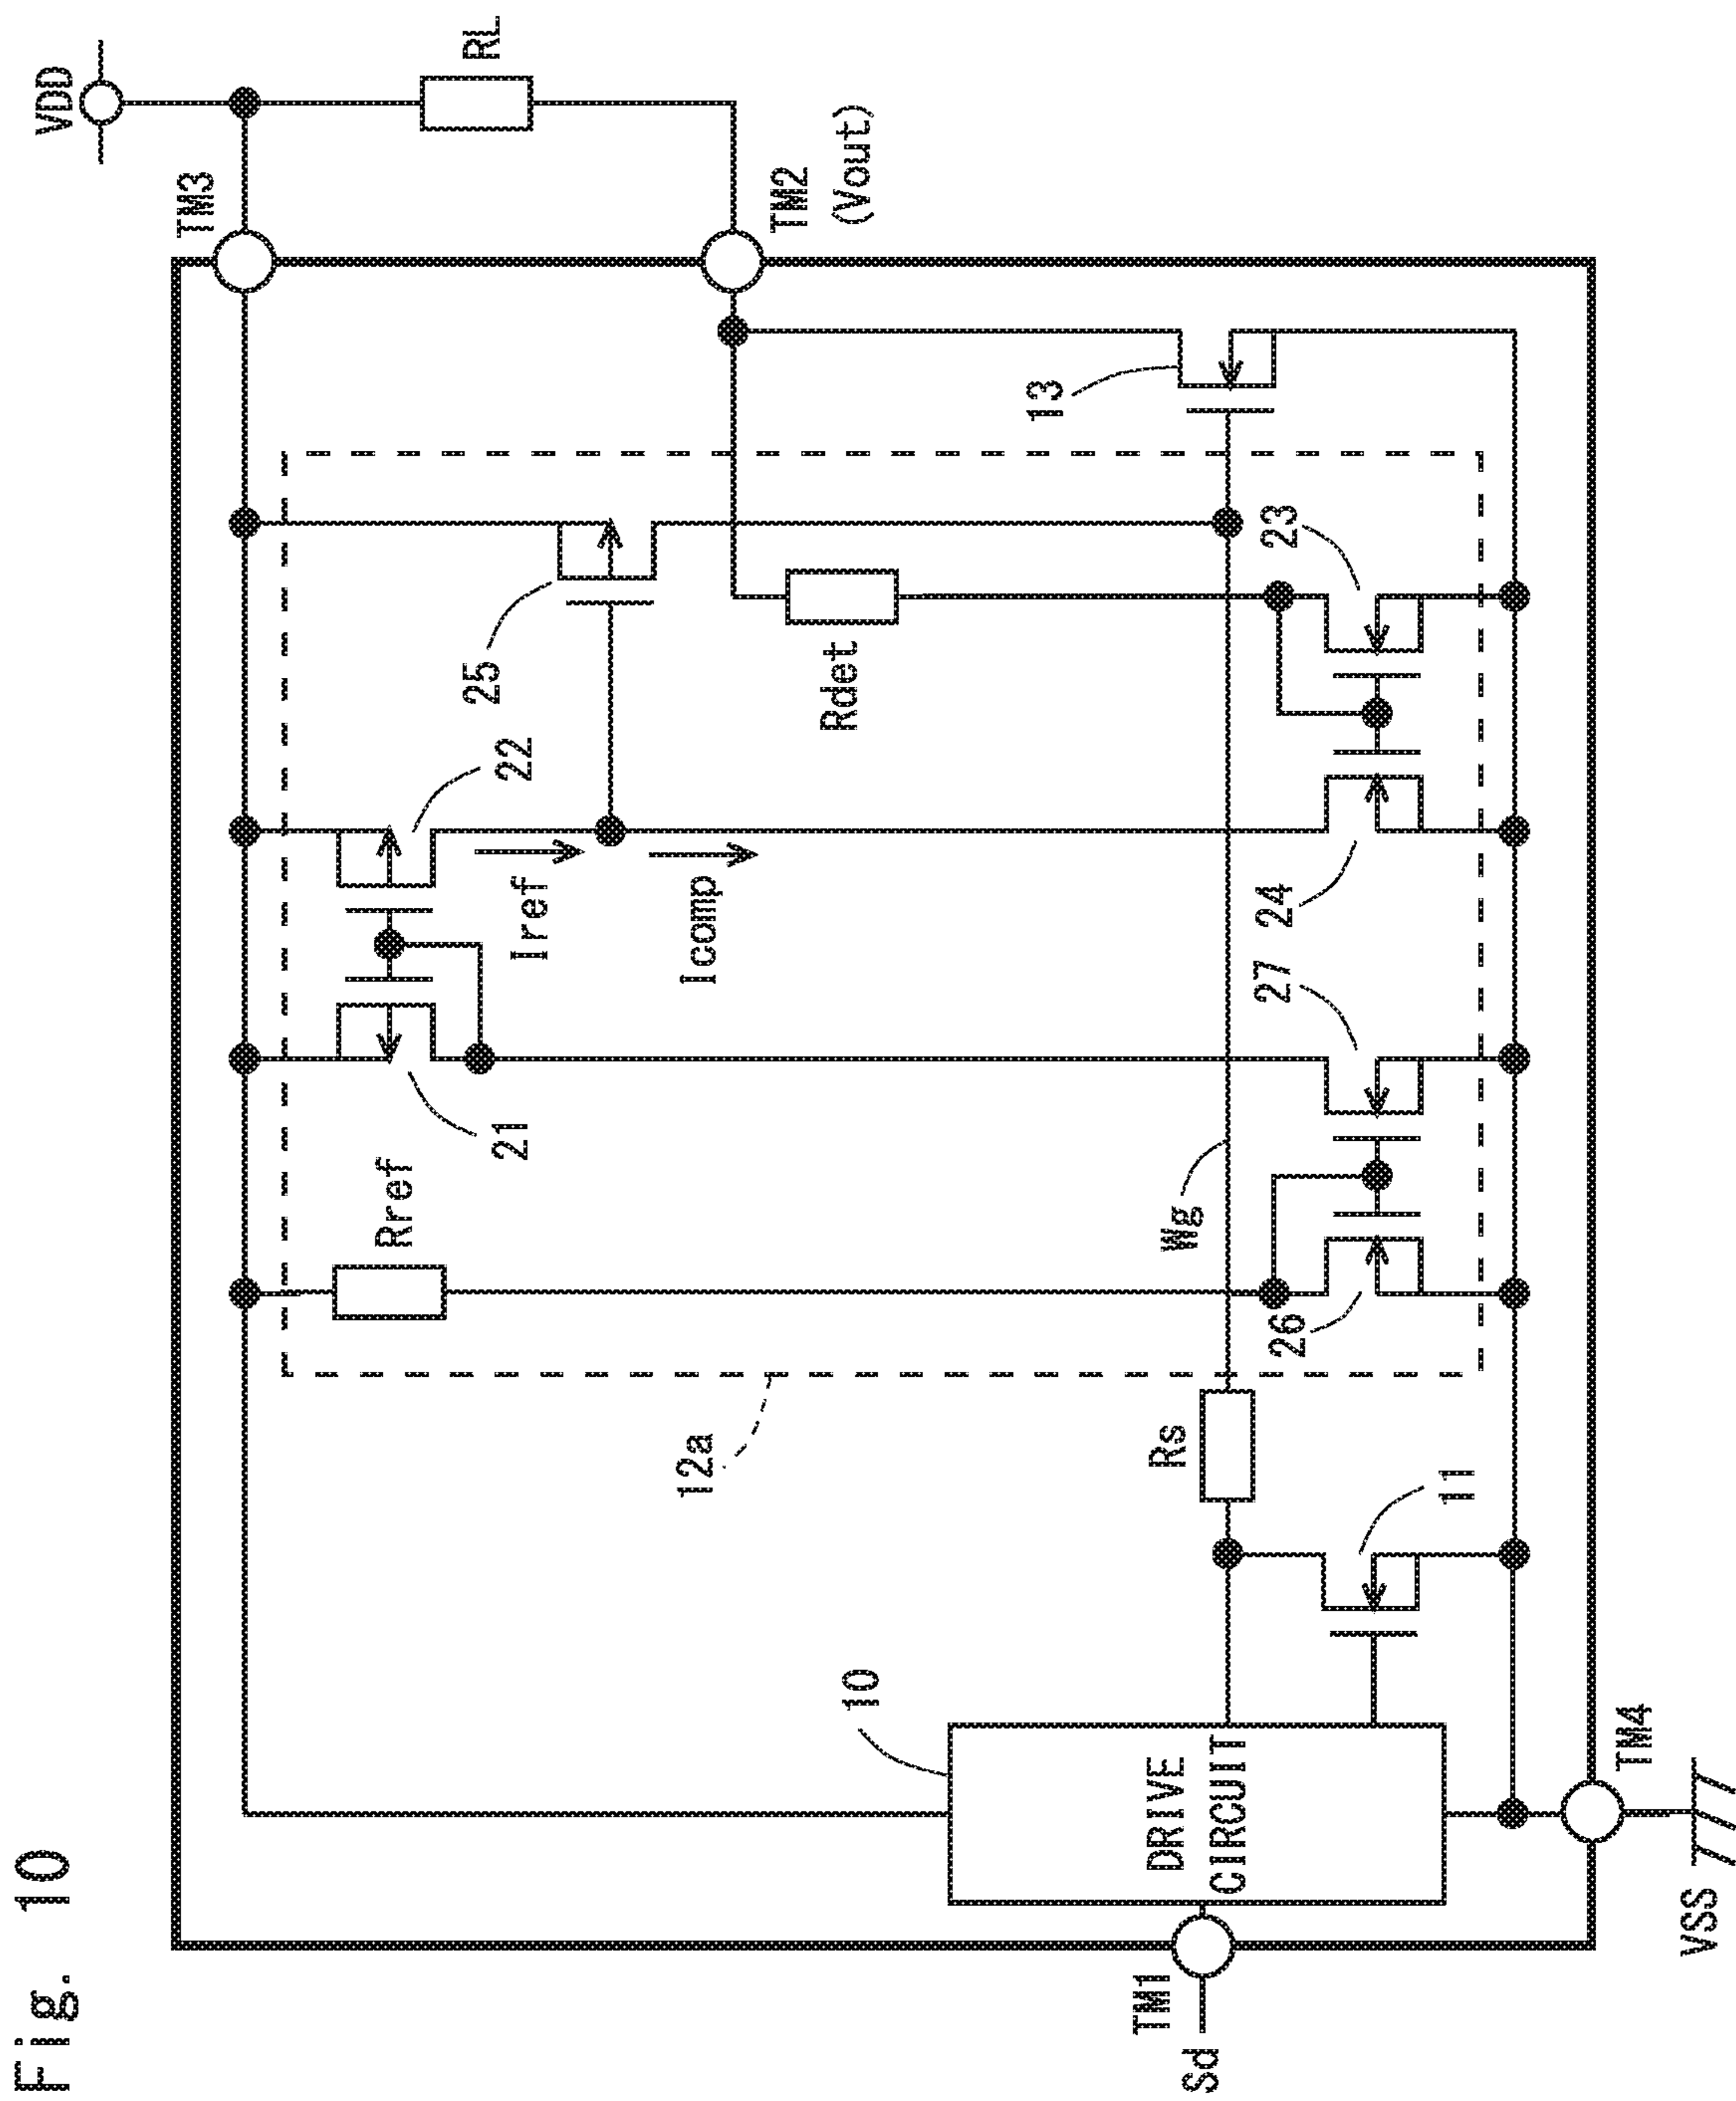 Fig. 10
VDD
TM3
RL
TM2
(Vout)
Rref
21
22
25
Iref
Icomp
Rdet
13
12a
Wg
Rs
10
DRIVE
CIRCUIT
11
26
27
24
23
TM1
Sd
TM4
VSS